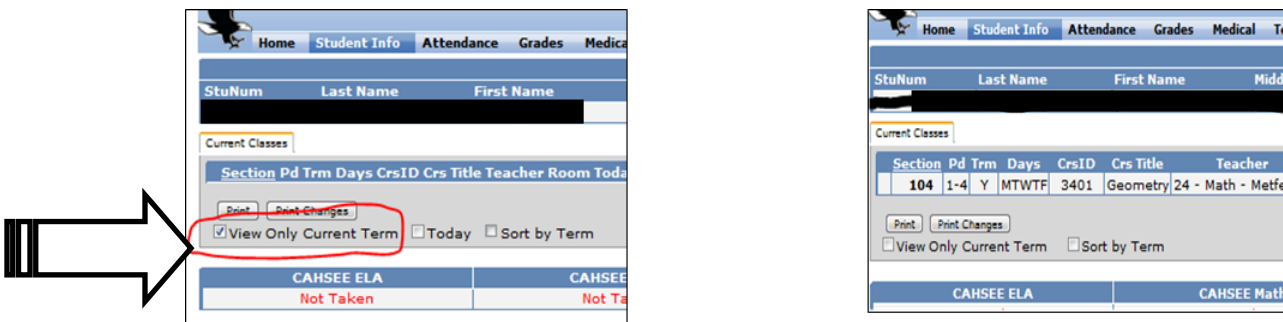 Home Student Info Attendance Grades Medica
StuNum Last Name First Name
Current Classes
Section Pd Trm Days CrsID Crs Title Teacher Room Toda
Print Print Changes
View Only Current Term Today Sort by Term
CAHSEE ELA CAHSEE
Not Taken Not Ta
Home Student Info Attendance Grades Medical Te
StuNum Last Name First Name Midd
Current Classes
Section Pd Trm Days CrsID Crs Title Teacher
104 1-4 Y MTWTF 3401 Geometry 24 - Math - Metfe
Print Print Changes
View Only Current Term Sort by Term
CAHSEE ELA CAHSEE Math